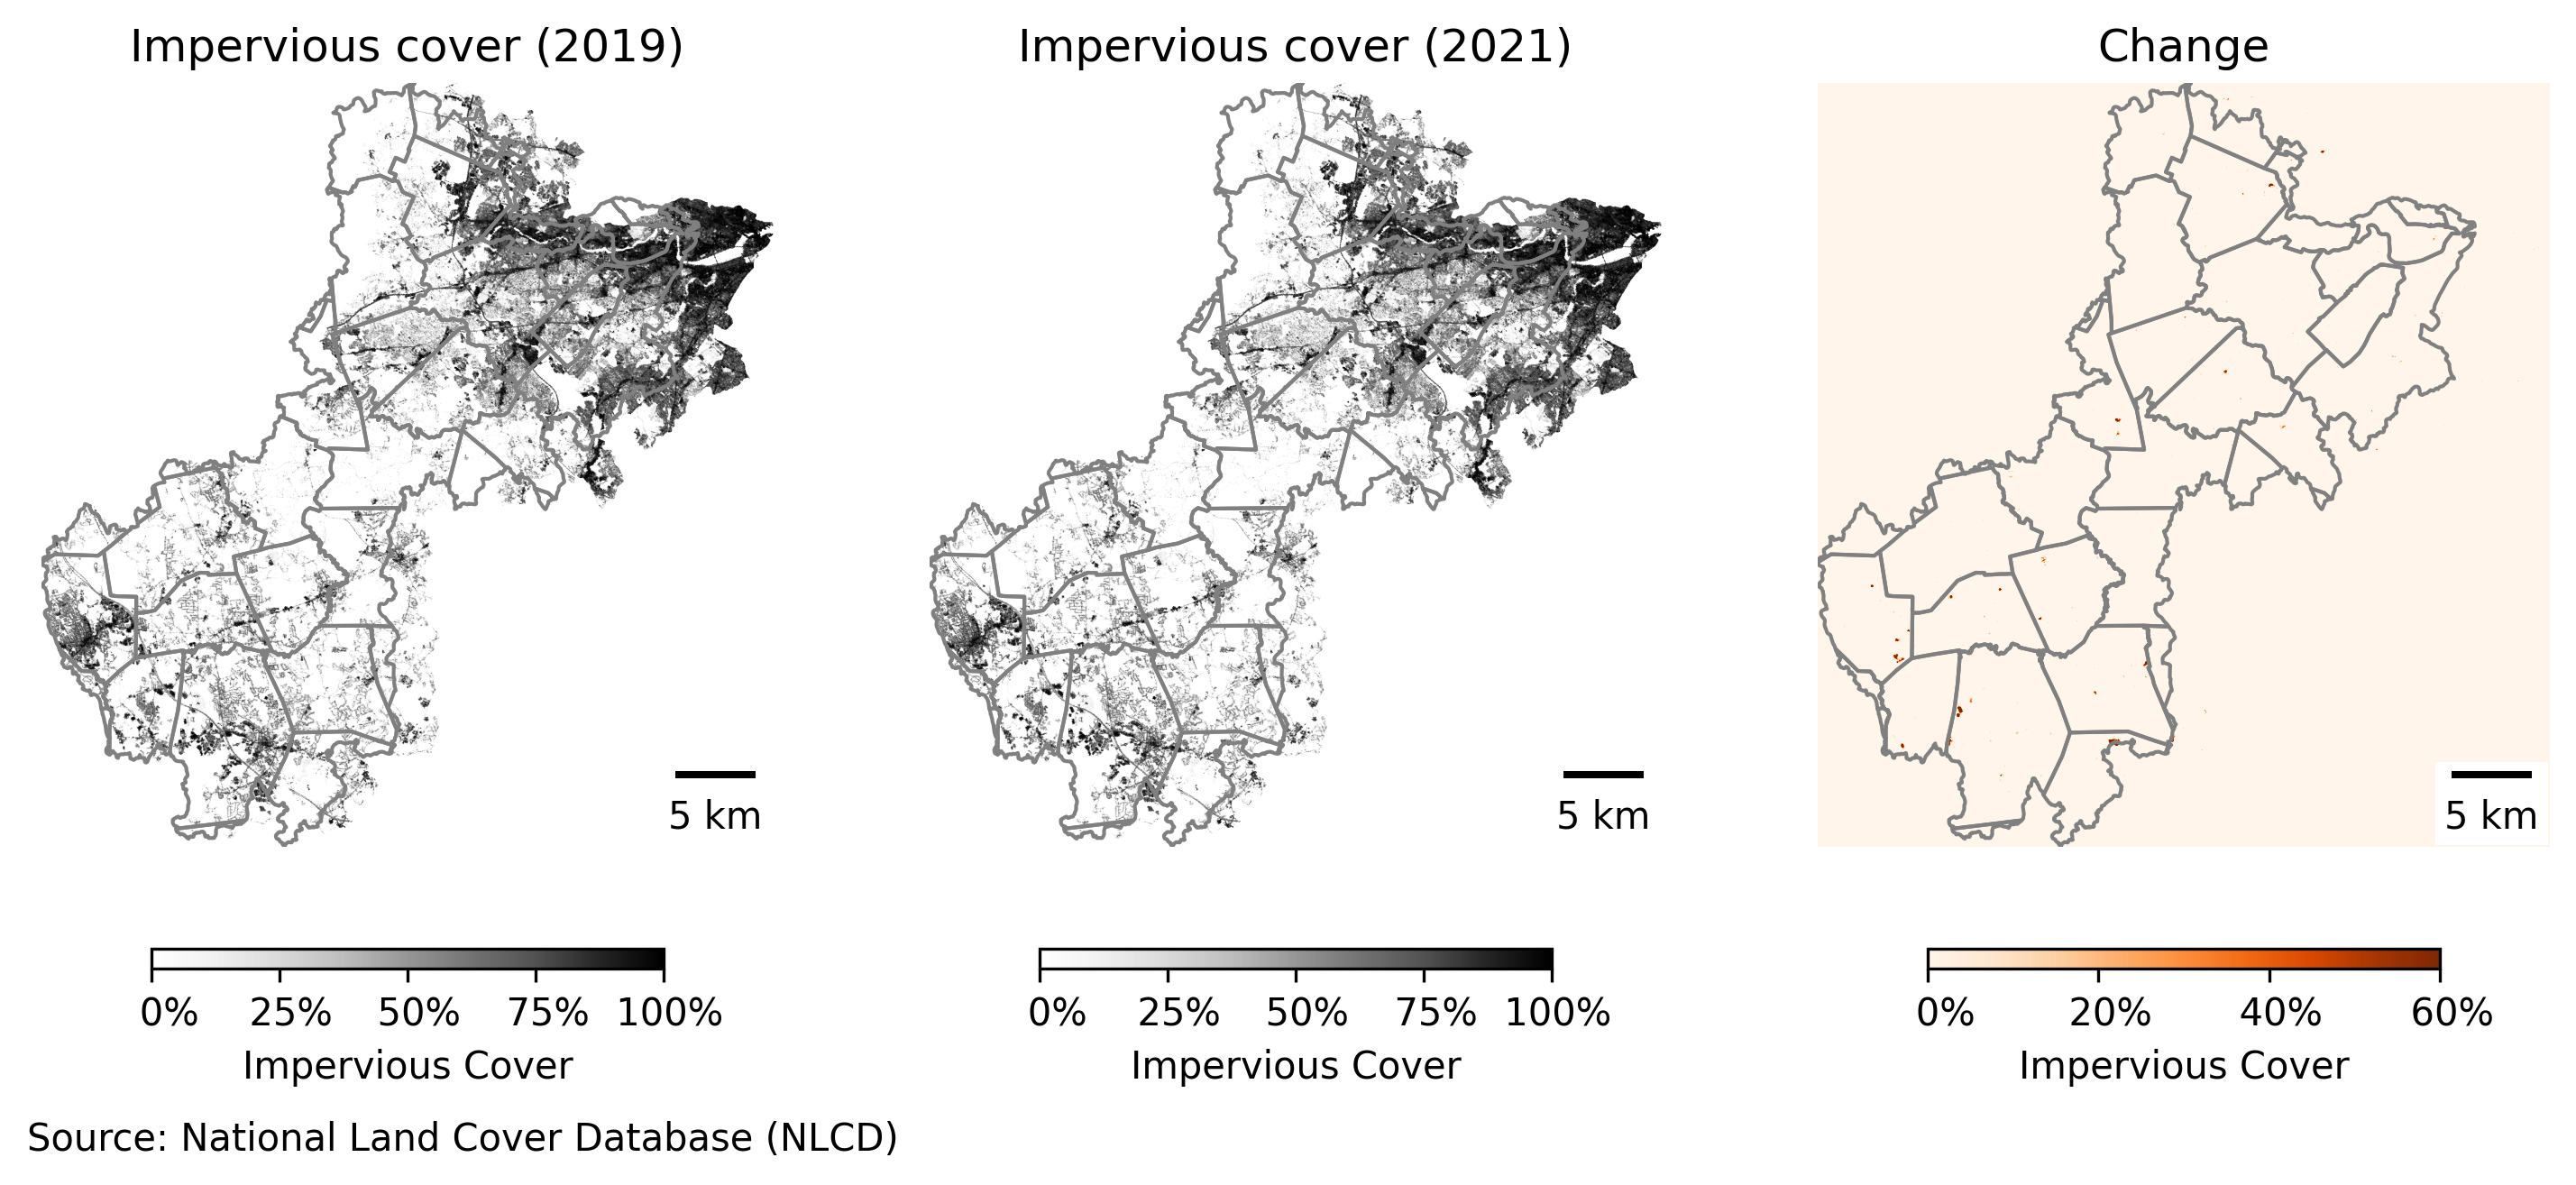 Impervious cover (2019)
Impervious cover (2021)
Change
5 km
5 km
5 km
0% 25% 50% 75% 100%
Impervious Cover
0% 25% 50% 75% 100%
Impervious Cover
0% 20% 40% 60%
Impervious Cover
Source: National Land Cover Database (NLCD)